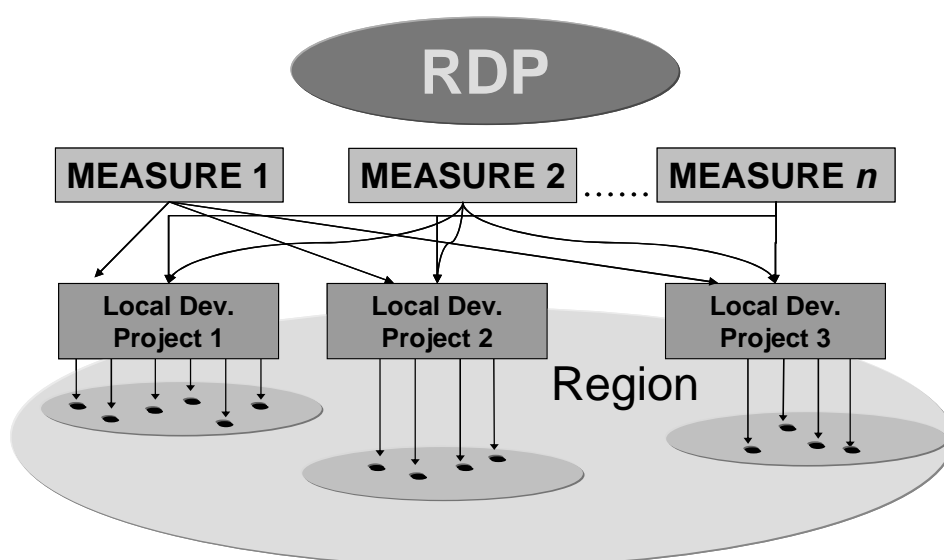 RDP
MEASURE 1
MEASURE 2
......
MEASURE n
Local Dev.
Project 1
Local Dev.
Project 2
Local Dev.
Project 3
Region